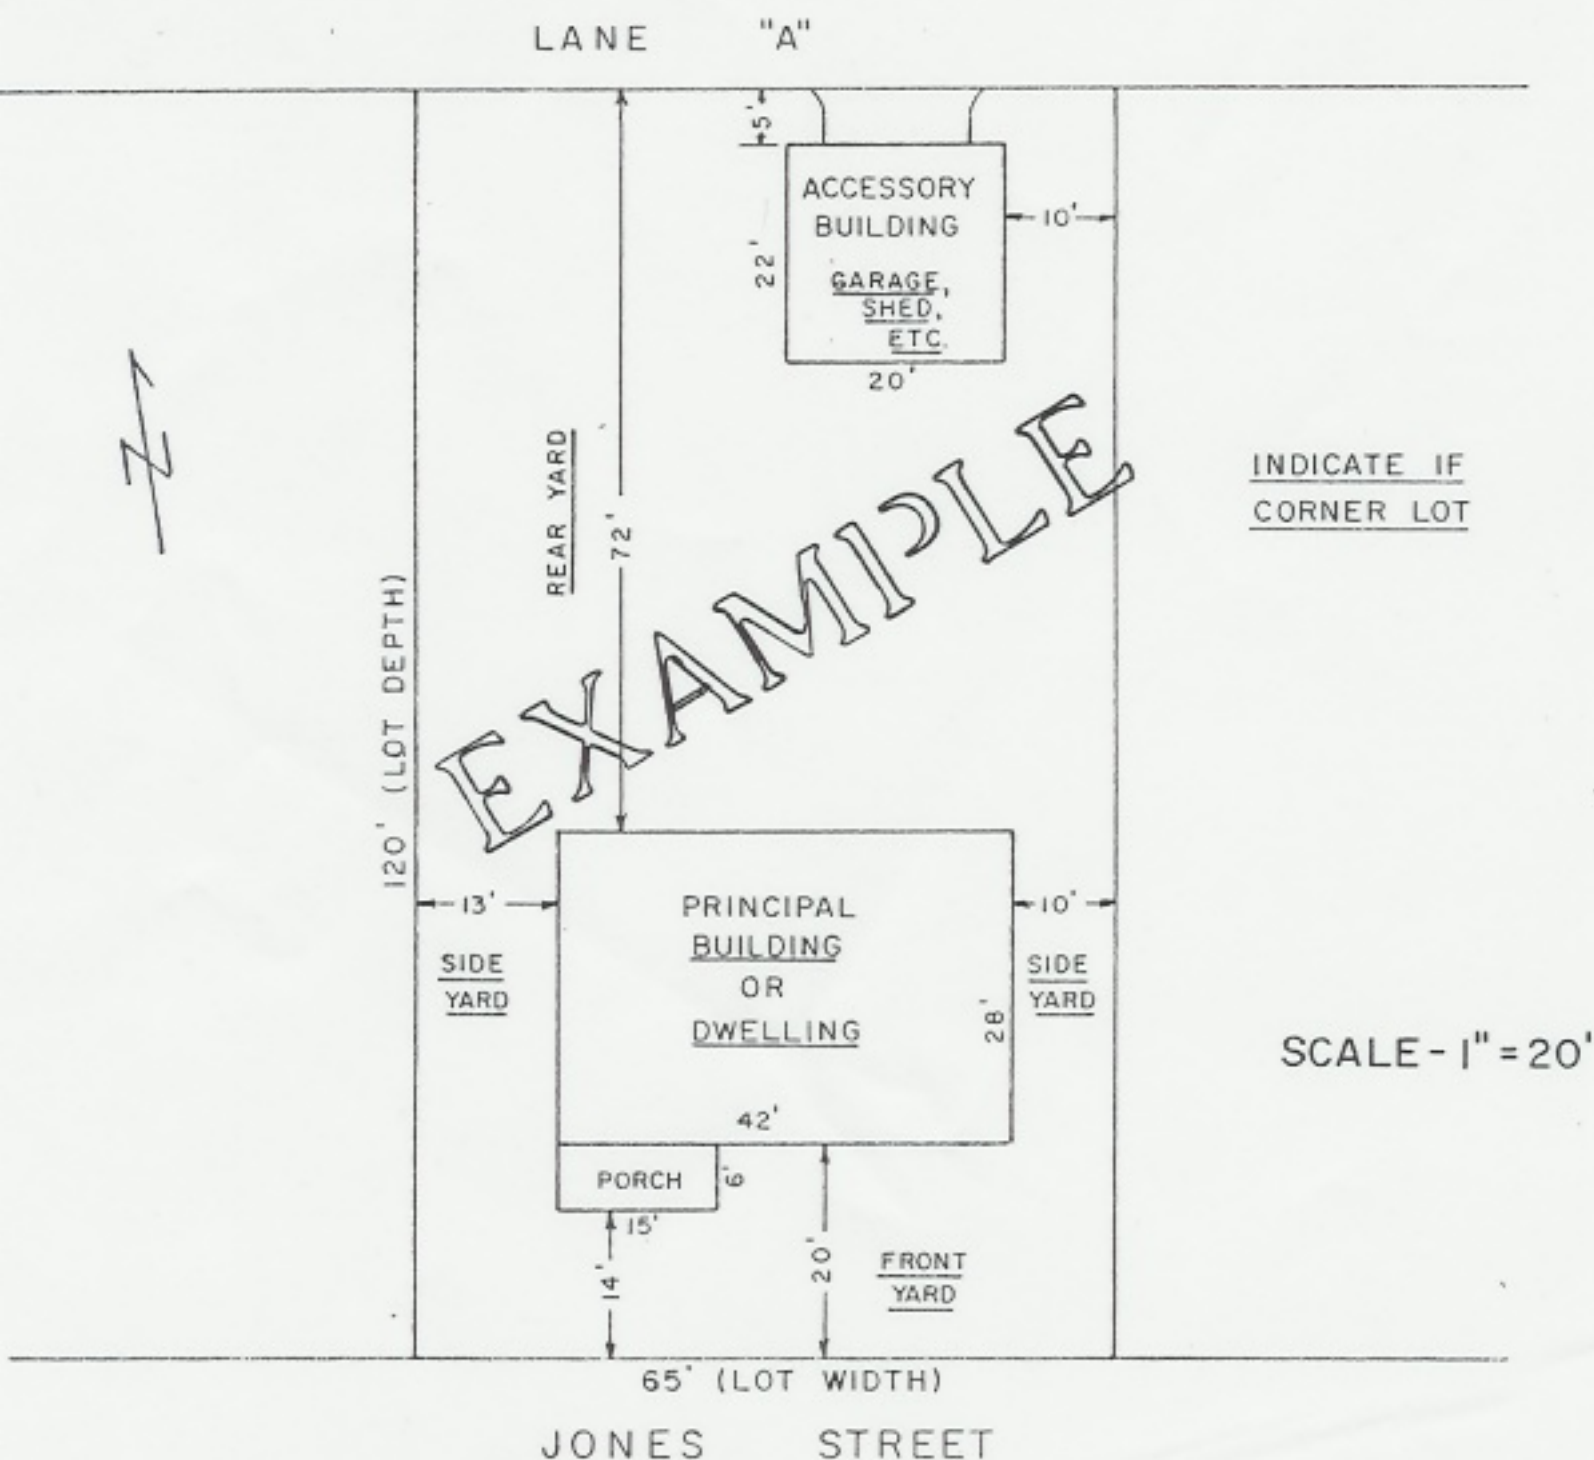 LANE "A"
5'
ACCESSORY
BUILDING
10'
22'
GARAGE,
SHED,
ETC.
20'
N
EXAMPLE
INDICATE IF
CORNER LOT
REAR YARD
72'
120' (LOT DEPTH)
13'
PRINCIPAL
BUILDING
OR
DWELLING
10'
SIDE
YARD
SIDE
YARD
28'
SCALE - 1" = 20'
42'
PORCH
6'
15'
14'
20'
FRONT
YARD
65' (LOT WIDTH)
JONES STREET